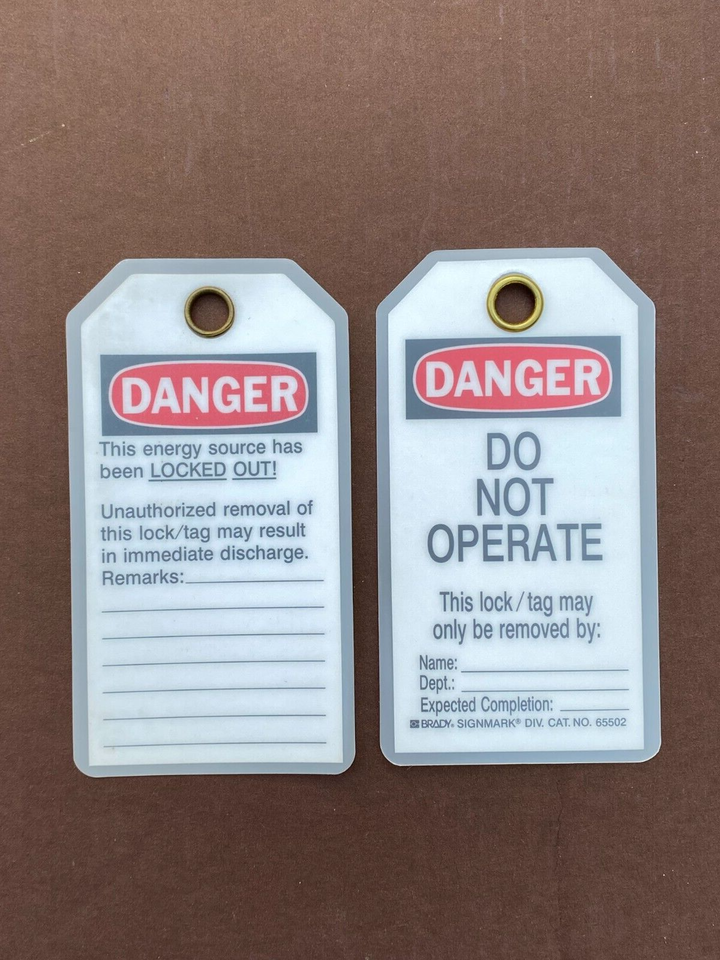 DANGER
This energy source has
been LOCKED OUT!
Unauthorized removal of
this lock/tag may result
in immediate discharge.
Remarks:
DANGER
DO
NOT
OPERATE
This lock/tag may
only be removed by:
Name:
Dept.:
Expected Completion:
BRADY® SIGNMARK® DIV. CAT. NO. 65502